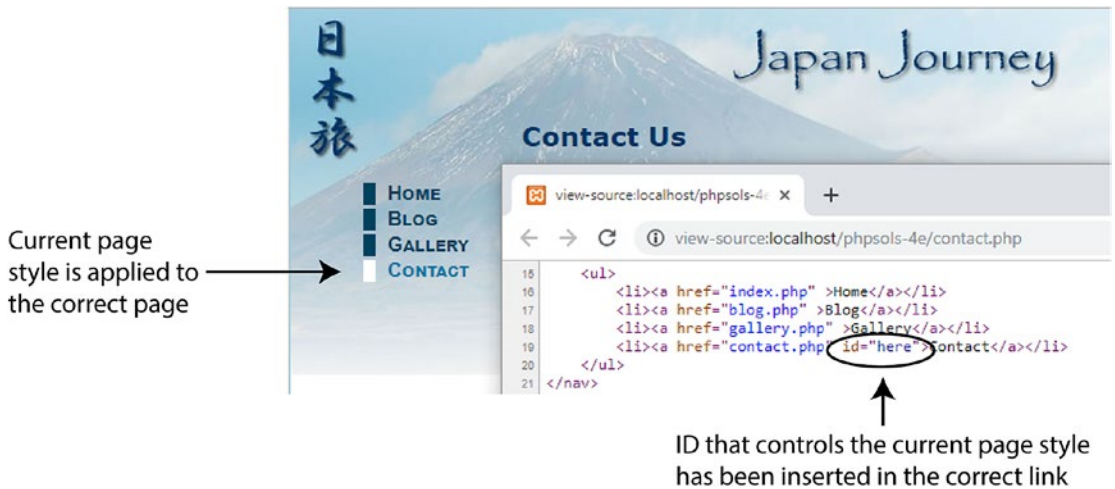 日
本
旅
Japan Journey
Contact Us
HOME
BLOG
GALLERY
CONTACT
Current page
style is applied to
the correct page
view-source:localhost/phpsols-4e
view-source:localhost/phpsols-4e/contact.php
15 <ul>
16 <li><a href="index.php" >Home</a></li>
17 <li><a href="blog.php" >Blog</a></li>
18 <li><a href="gallery.php" >Gallery</a></li>
19 <li><a href="contact.php" id="here">Contact</a></li>
20 </ul>
21 </nav>
ID that controls the current page style
has been inserted in the correct link